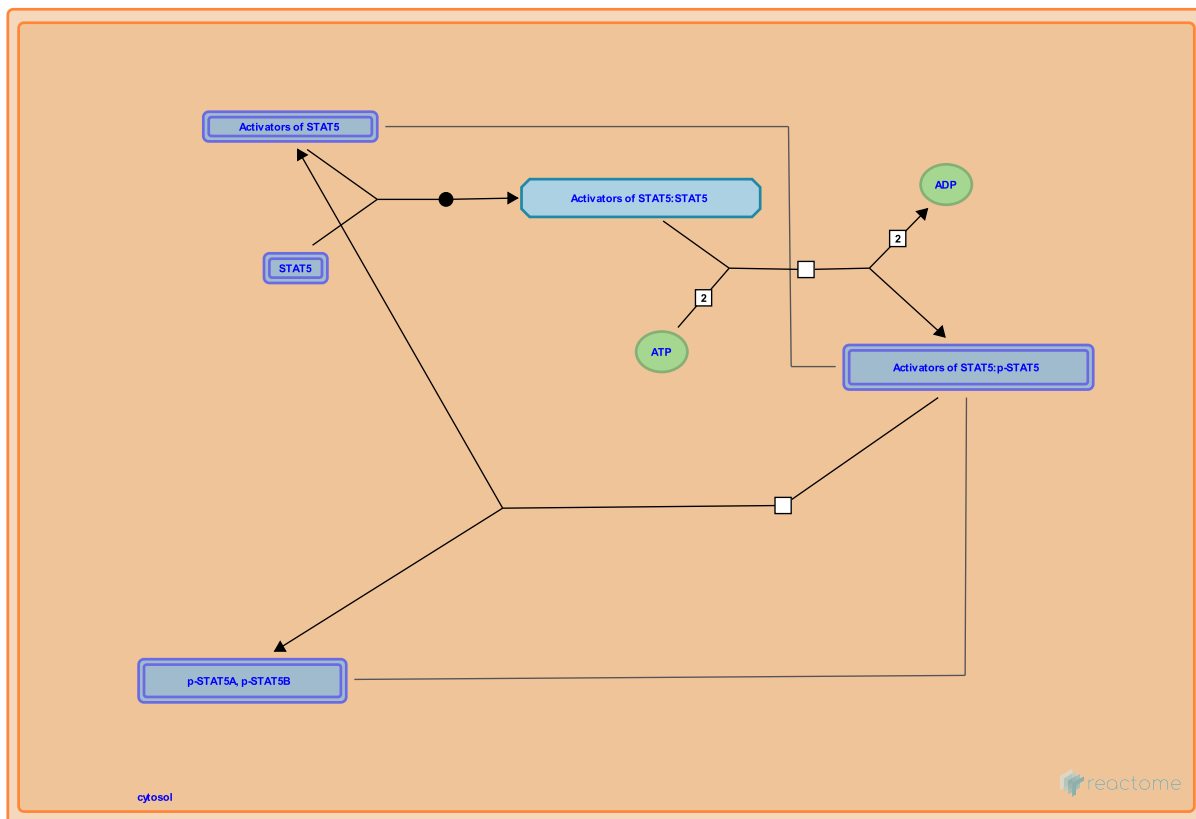 Activators of STAT5
ADP
Activators of STAT5:STAT5
2
STAT5
2
ATP
Activators of STAT5:p-STAT5
p-STAT5A, p-STAT5B
reactome
cytosol